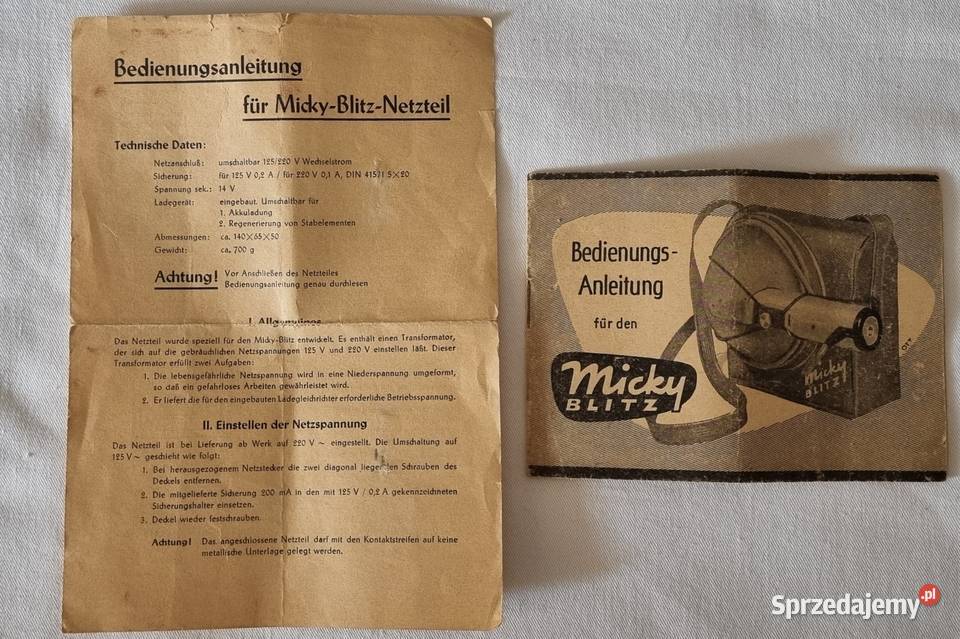 Bedienungsanleitung
für Micky-Blitz-Netzteil
Technische Daten:
Netzanschluß: umschaltbar 125/220 V Wechselstrom
Sicherung: für 125 V 0,2 A / für 220 V 0,1 A, DIN 41571 5×20
Spannung sek.: 14 V
Ladegerät: eingebaut. Umschaltbar für
1. Akkuladung
2. Regenerierung von Stabelementen
Abmessungen: ca. 140×65×50
Gewicht: ca. 700 g
Achtung! Vor Anschließen des Netzteiles
Bedienungsanleitung genau durchlesen
I. Allgemeines
Das Netzteil wurde speziell für den Micky-Blitz entwickelt. Es enthält einen Transformator,
der sich auf die gebräuchlichen Netzspannungen 125 V und 220 V einstellen läßt. Dieser
Transformator erfüllt zwei Aufgaben:
1. Die lebensgefährliche Netzspannung wird in eine Niederspannung umgeformt,
so daß ein gefahrloses Arbeiten gewährleistet wird.
2. Er liefert die für den eingebauten Ladegleichrichter erforderliche Betriebsspannung.
II. Einstellen der Netzspannung
Das Netzteil ist bei Lieferung ab Werk auf 220 V ~ eingestellt. Die Umschaltung auf
125 V ~ geschieht wie folgt:
1. Bei herausgezogenem Netzstecker die zwei diagonal liegenden Schrauben des
Deckels entfernen.
2. Die mitgelieferte Sicherung 200 mA in den mit 125 V / 0,2 A gekennzeichneten
Sicherungshalter einsetzen.
3. Deckel wieder festschrauben.
Achtung! Das angeschlossene Netzteil darf mit den Kontaktstreifen auf keine
metallische Unterlage gelegt werden.
Bedienungs-
Anleitung
für den
Micky
BLITZ
Micky
BLITZ
Sprzedajemy.pl